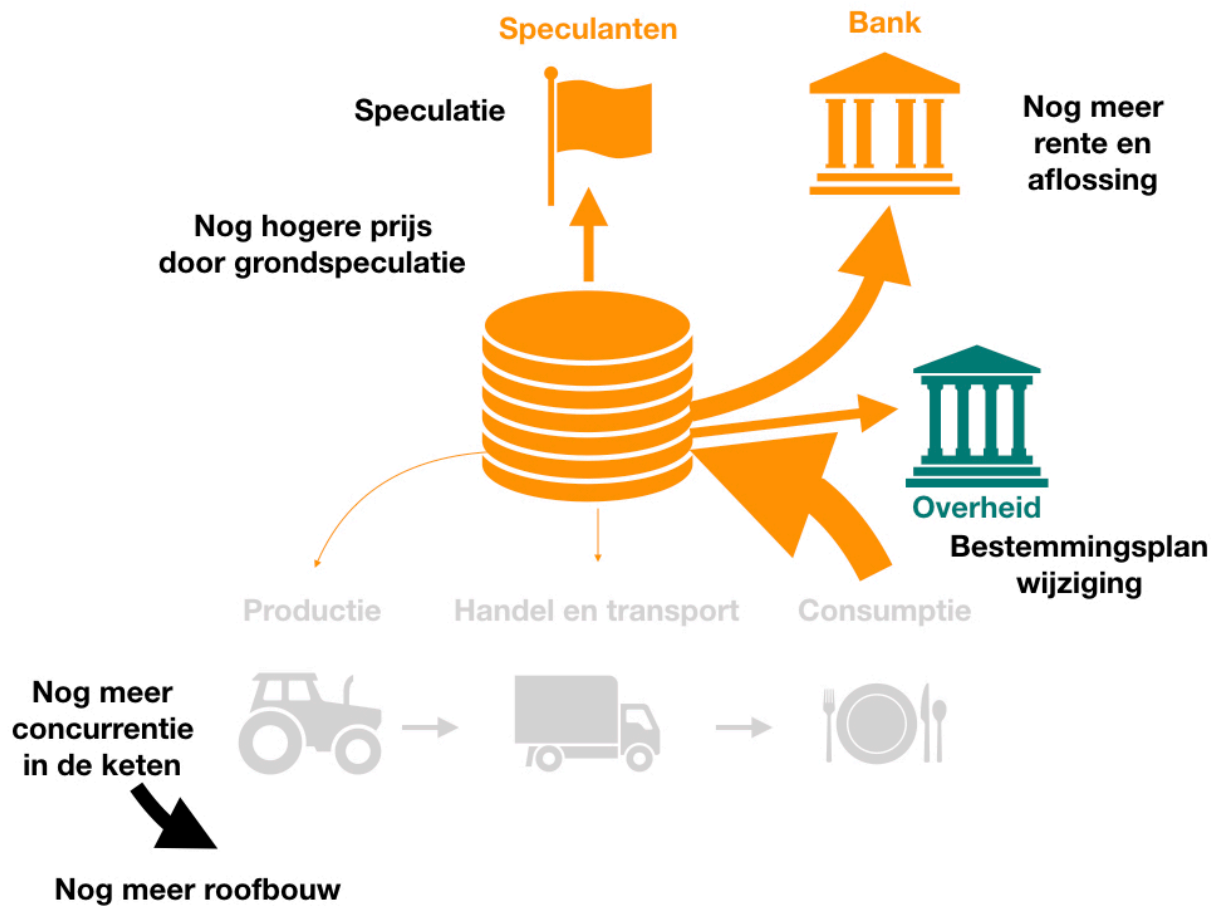 Speculanten
Bank
Speculatie
Nog meer
rente en
aflossing
Nog hogere prijs
door grondspeculatie
Overheid
Bestemmingsplan
wijziging
Productie
Handel en transport
Consumptie
Nog meer
concurrentie
in de keten
Nog meer roofbouw